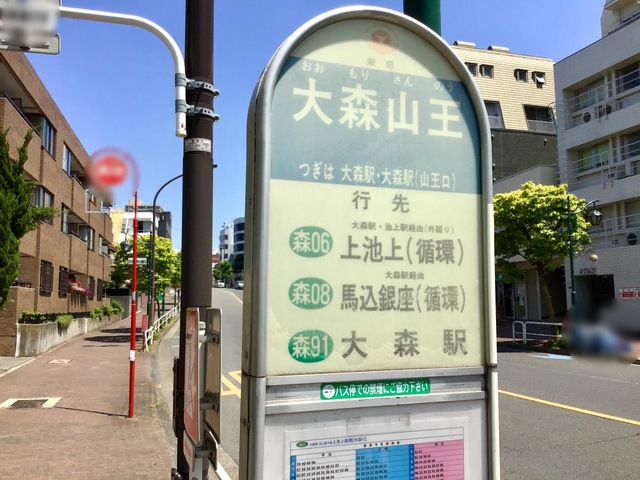 東急
おおもりさんのう
大森山王
つぎは 大森駅・大森駅(山王口)
行先
大森駅・池上駅経由(外回り)
森06 上池上(循環)
大森駅経由
森08 馬込銀座(循環)
森91 大森駅
バス停での禁煙にご協力下さい